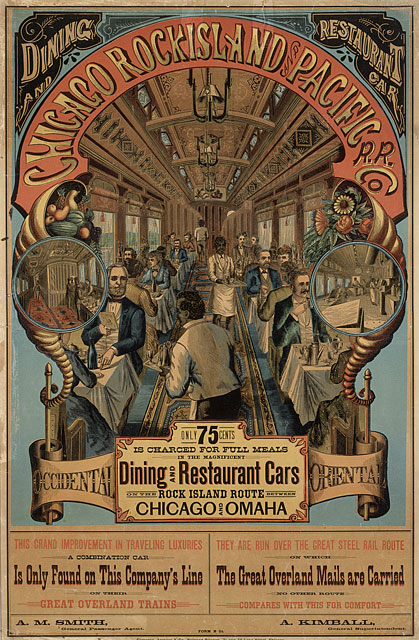 DINING
AND
RESTAURANT
CAR
CHICAGO ROCK ISLAND AND PACIFIC R.R. Co
ONLY 75 CENTS
IS CHARGED FOR FULL MEALS
IN THE MAGNIFICENT
Dining AND Restaurant Cars
ON THE ROCK ISLAND ROUTE BETWEEN
CHICAGO AND OMAHA
OCCIDENTAL
ORIENTAL
THIS GRAND IMPROVEMENT IN TRAVELING LUXURIES
A COMBINATION CAR
Is Only Found on This Company's Line
ON THEIR
GREAT OVERLAND TRAINS
A. M. SMITH,
General Passenger Agent.
THEY ARE RUN OVER THE GREAT STEEL RAIL ROUTE
ON WHICH
The Great Overland Mails are Carried
NO OTHER ROUTE
COMPARES WITH THIS FOR COMFORT
A. KIMBALL,
General Superintendent.